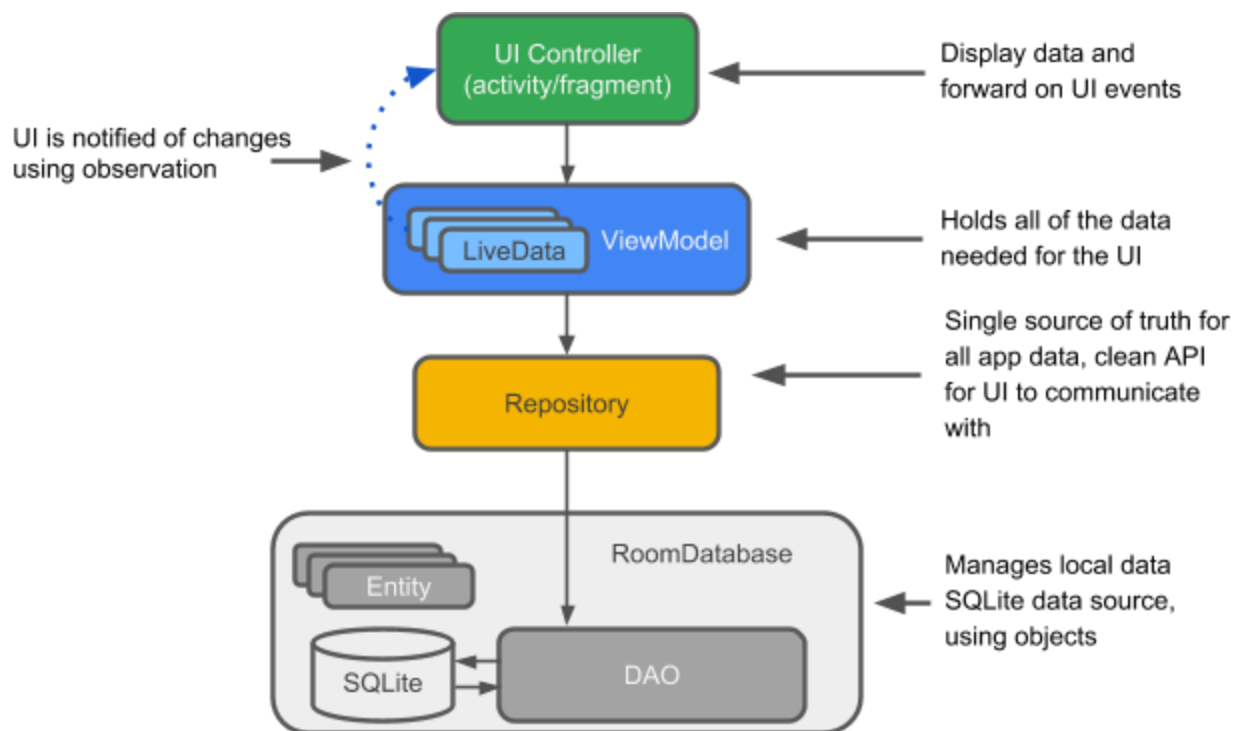 UI Controller
(activity/fragment)
Display data and
forward on UI events
UI is notified of changes
using observation
LiveData
ViewModel
Holds all of the data
needed for the UI
Repository
Single source of truth for
all app data, clean API
for UI to communicate
with
RoomDatabase
Entity
SQLite
DAO
Manages local data
SQLite data source,
using objects